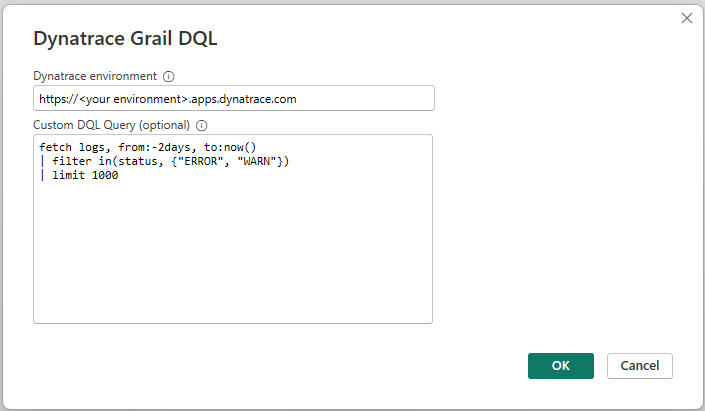 Dynatrace Grail DQL
Dynatrace environment
https://<your environment>.apps.dynatrace.com
Custom DQL Query (optional)
fetch logs, from:-2days, to:now()
| filter in(status, {"ERROR", "WARN"})
| limit 1000
OK
Cancel